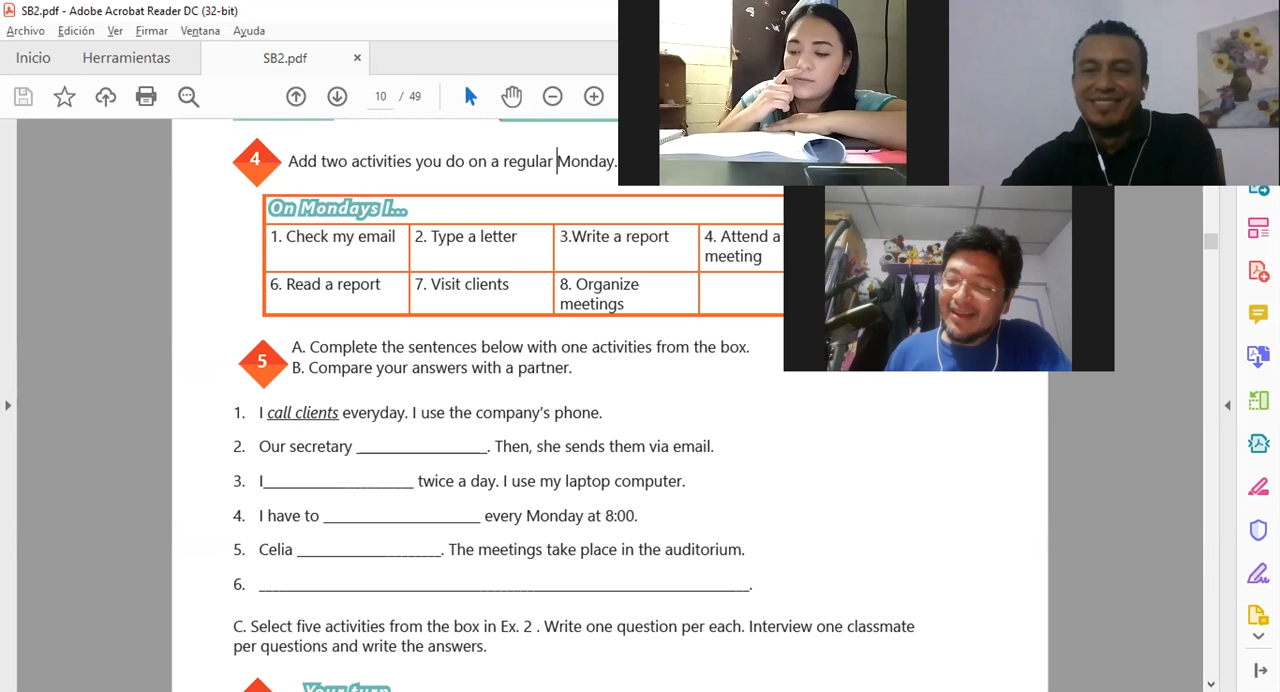 SB2.pdf - Adobe Acrobat Reader DC (32-bit)
Archivo Edición Ver Firmar Ventana Ayuda
Inicio Herramientas SB2.pdf ×
10 / 49
4 Add two activities you do on a regular Monday.
On Mondays I...
1. Check my email 2. Type a letter 3.Write a report 4. Attend a
meeting
6. Read a report 7. Visit clients 8. Organize
meetings
5 A. Complete the sentences below with one activities from the box.
B. Compare your answers with a partner.
1. I call clients everyday. I use the company's phone.
2. Our secretary _______________. Then, she sends them via email.
3. I_________________ twice a day. I use my laptop computer.
4. I have to __________________ every Monday at 8:00.
5. Celia ________________. The meetings take place in the auditorium.
6. _________________________________________________________.
C. Select five activities from the box in Ex. 2 . Write one question per each. Interview one classmate
per questions and write the answers.
Your turn